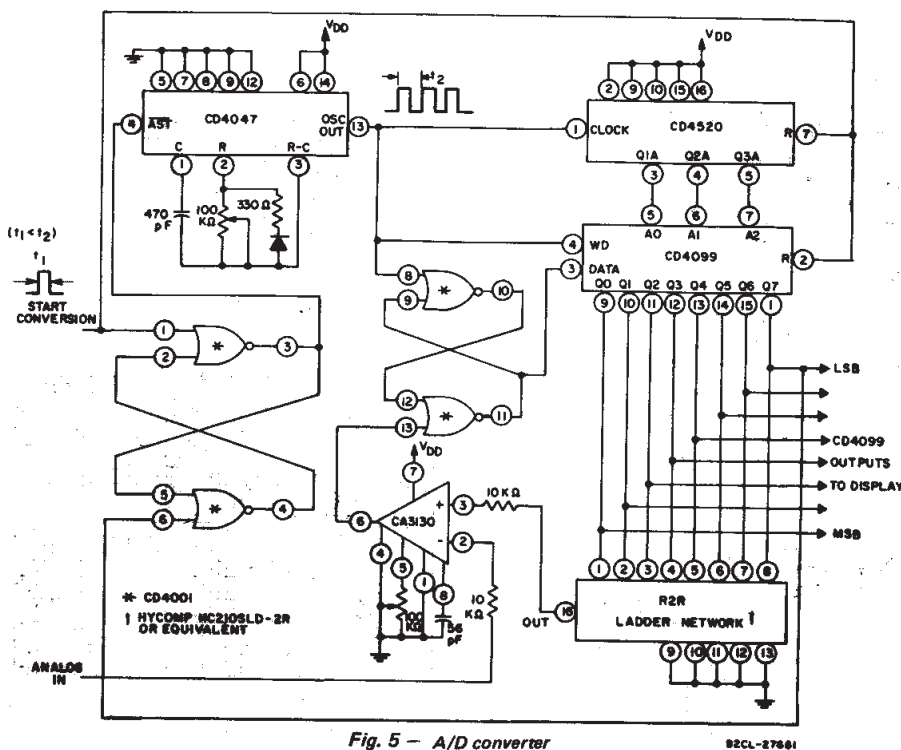 VDD
VDD
5 7 8 9 12
6 14
2 9 10 15 16
t2
4 AST
CD4047
OSC
OUT
13
1 CLOCK
CD4520
R 7
C R R-C
Q1A Q2A Q3A
1 2 3
3 4 5
470
pF
100
KΩ
330Ω
5 6 7
A0 A1 A2
(t1<t2)
t1
START
CONVERSION
4 WD
3 DATA
CD4099
R 2
Q0 Q1 Q2 Q3 Q4 Q5 Q6 Q7
9 10 11 12 13 14 15 1
8
9
*
10
1
2
*
3
LSB
12
13
*
11
CD4099
OUTPUTS
TO DISPLAY
MSB
VDD
7
5
6
*
4
6
CA3130
+
-
3
2
10KΩ
4 5 1 8
100
KΩ
56
pF
10
KΩ
1 2 3 4 5 6 7 8
OUT 16
R2R
LADDER NETWORK †
9 10 11 12 13
* CD4001
† HYCOMP HC210SLD-2R
OR EQUIVALENT
ANALOG
IN
Fig. 5 — A/D converter
92CL-27661